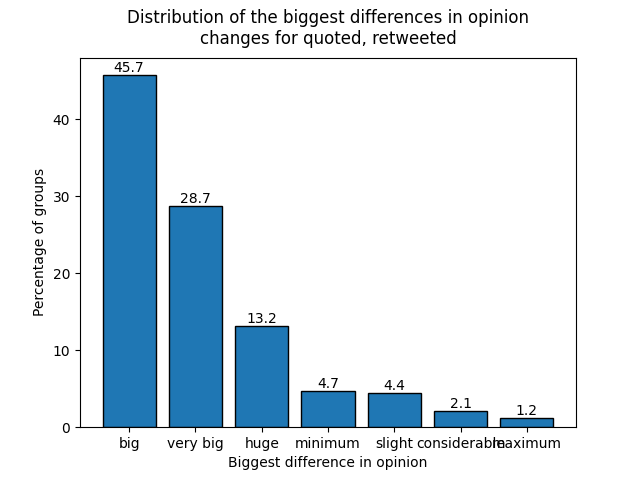 Distribution of the biggest differences in opinion
changes for quoted, retweeted
45.7
28.7
13.2
4.7
4.4
2.1
1.2
40
30
20
10
0
Percentage of groups
big very big huge minimum slight considerable maximum
Biggest difference in opinion